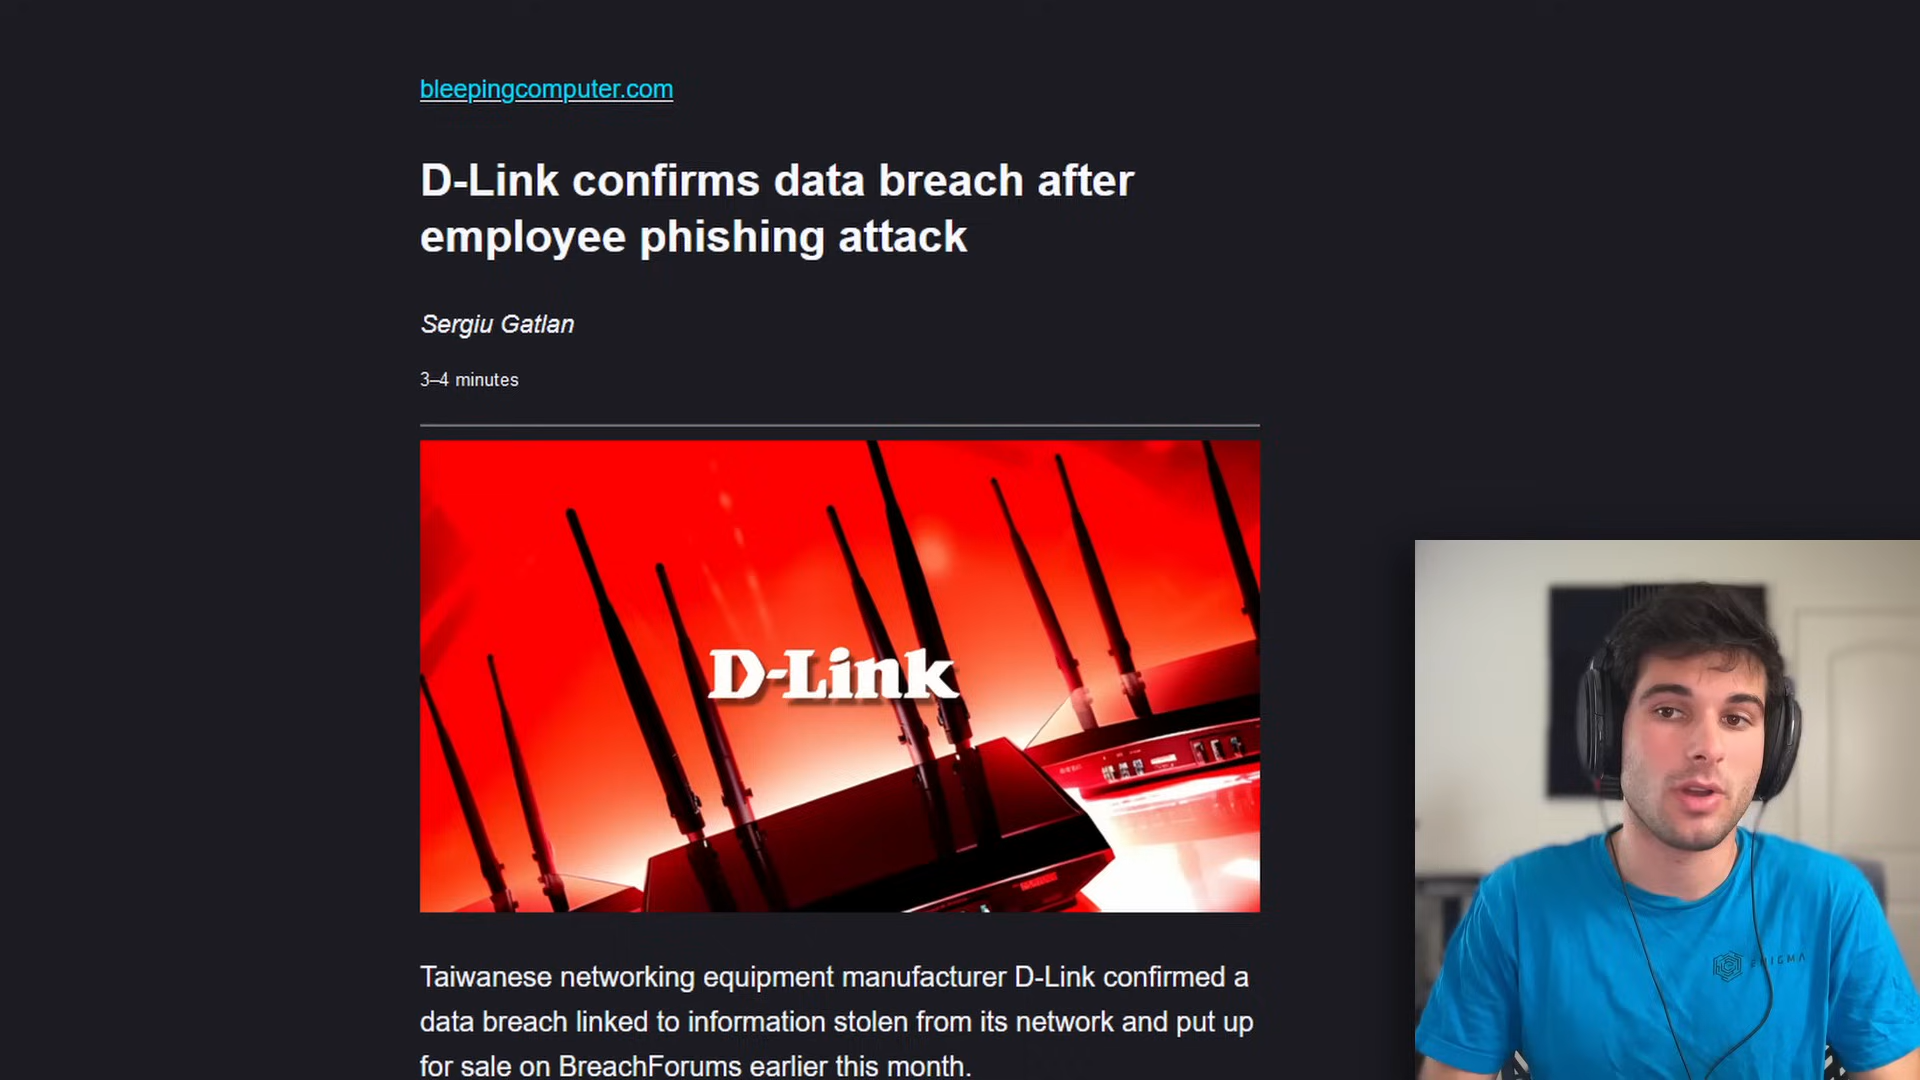 bleepingcomputer.com
D-Link confirms data breach after
employee phishing attack
Sergiu Gatlan
3–4 minutes
D-Link
Taiwanese networking equipment manufacturer D-Link confirmed a
data breach linked to information stolen from its network and put up
for sale on BreachForums earlier this month.
ENIGMA